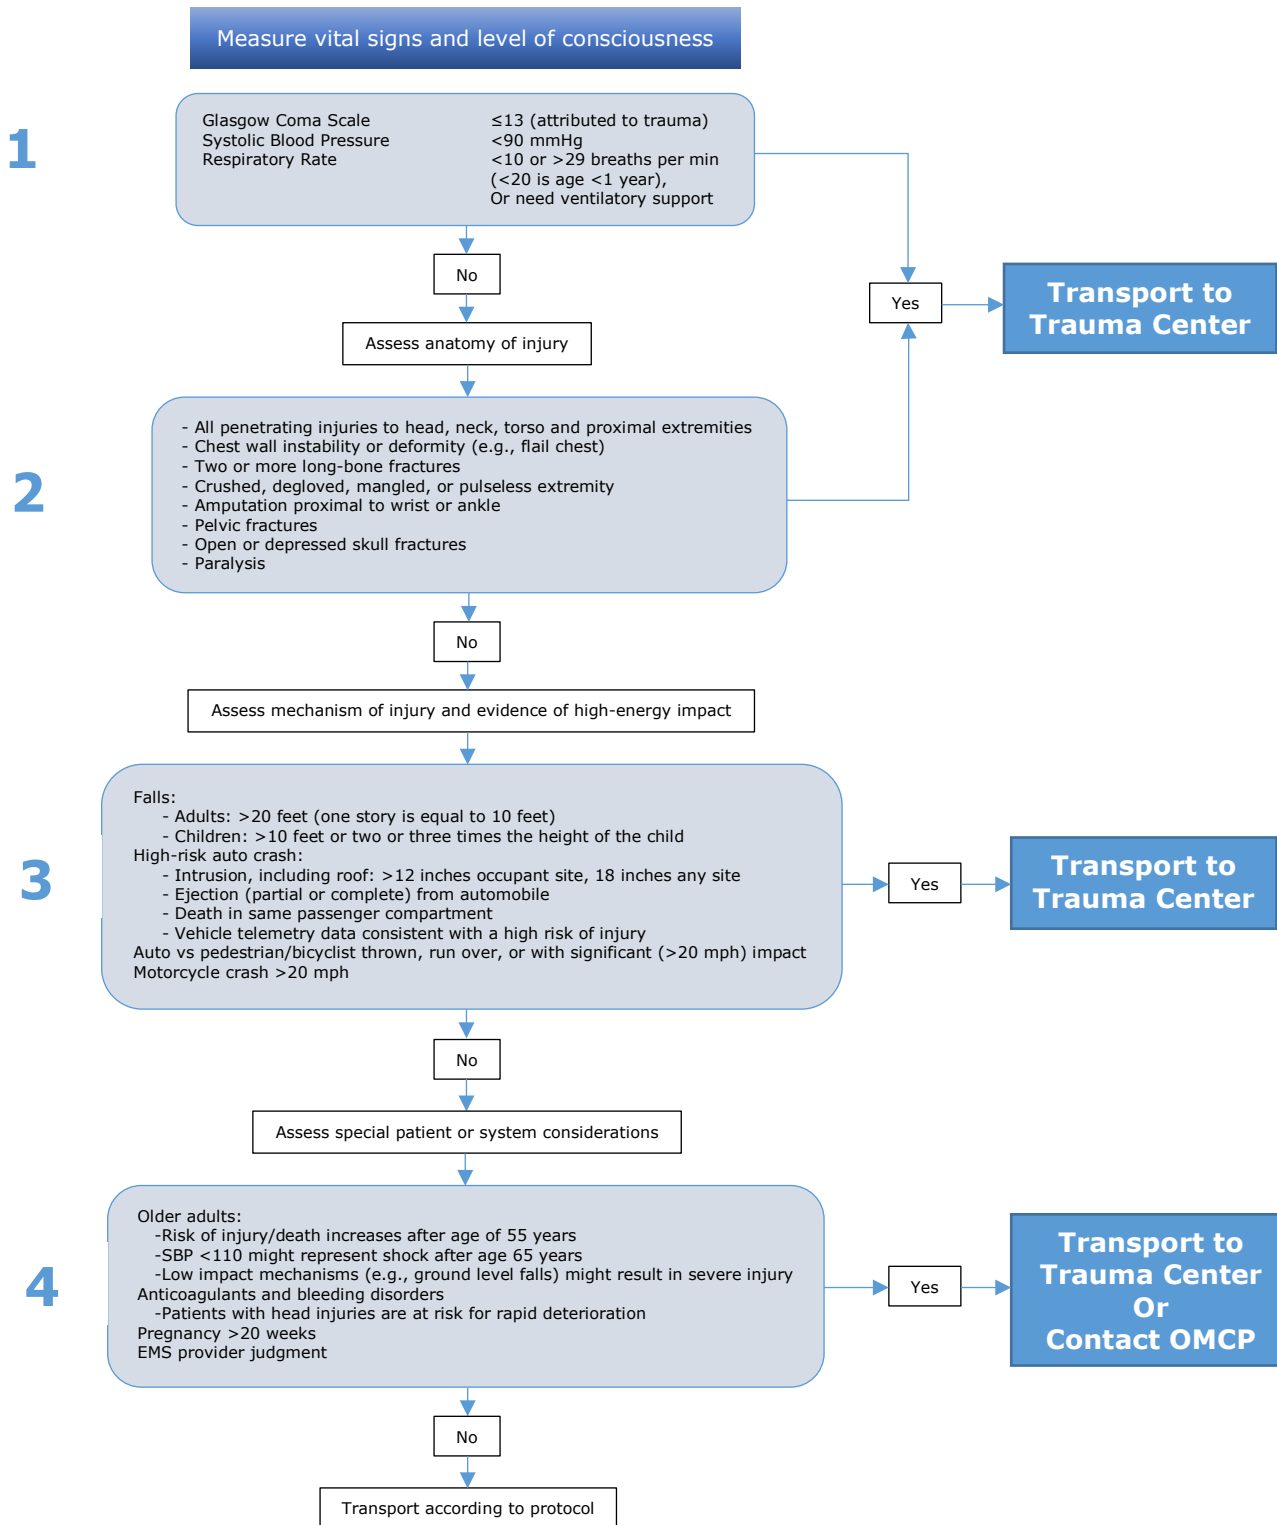 Measure vital signs and level of consciousness
1
Glasgow Coma Scale ≤13 (attributed to trauma)
Systolic Blood Pressure <90 mmHg
Respiratory Rate <10 or >29 breaths per min
(<20 is age <1 year),
Or need ventilatory support
No
Yes
Transport to
Trauma Center
Assess anatomy of injury
2
- All penetrating injuries to head, neck, torso and proximal extremities
- Chest wall instability or deformity (e.g., flail chest)
- Two or more long-bone fractures
- Crushed, degloved, mangled, or pulseless extremity
- Amputation proximal to wrist or ankle
- Pelvic fractures
- Open or depressed skull fractures
- Paralysis
No
Assess mechanism of injury and evidence of high-energy impact
3
Falls:
- Adults: >20 feet (one story is equal to 10 feet)
- Children: >10 feet or two or three times the height of the child
High-risk auto crash:
- Intrusion, including roof: >12 inches occupant site, 18 inches any site
- Ejection (partial or complete) from automobile
- Death in same passenger compartment
- Vehicle telemetry data consistent with a high risk of injury
Auto vs pedestrian/bicyclist thrown, run over, or with significant (>20 mph) impact
Motorcycle crash >20 mph
Yes
Transport to
Trauma Center
No
Assess special patient or system considerations
4
Older adults:
-Risk of injury/death increases after age of 55 years
-SBP <110 might represent shock after age 65 years
-Low impact mechanisms (e.g., ground level falls) might result in severe injury
Anticoagulants and bleeding disorders
-Patients with head injuries are at risk for rapid deterioration
Pregnancy >20 weeks
EMS provider judgment
Yes
Transport to
Trauma Center
Or
Contact OMCP
No
Transport according to protocol